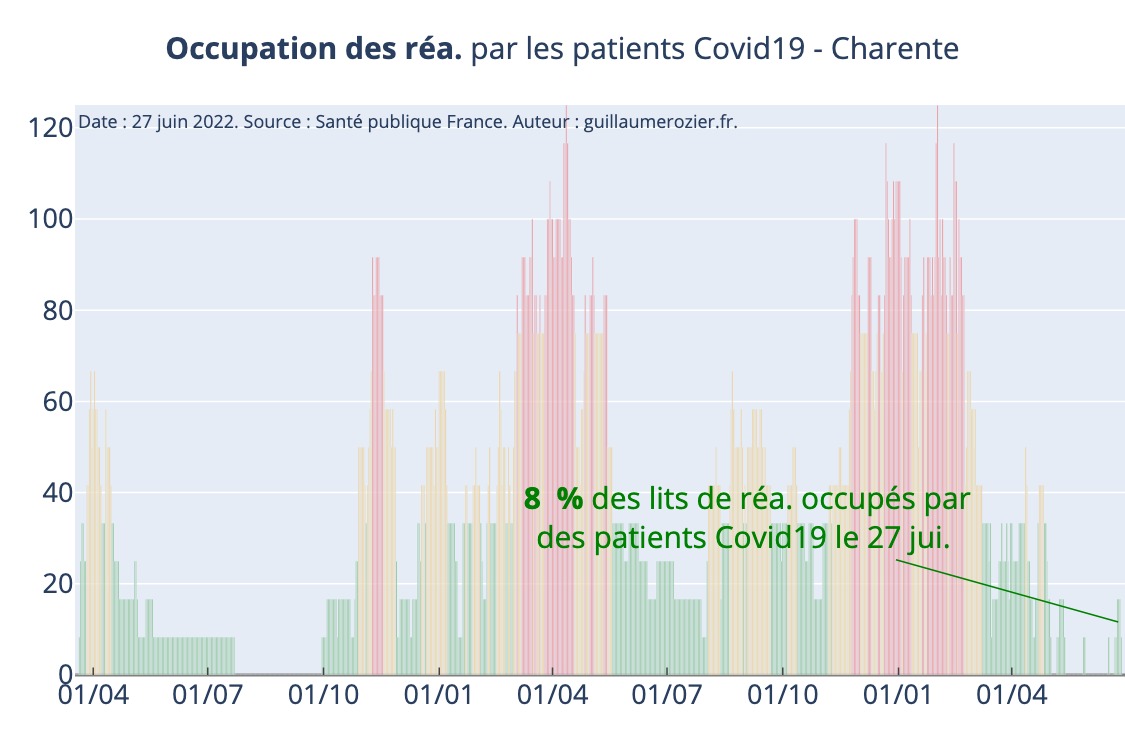 Occupation des réa. par les patients Covid19 - Charente
Date : 27 juin 2022. Source : Santé publique France. Auteur : guillaumerozier.fr.
120
100
80
60
40
20
0
8 % des lits de réa. occupés par
des patients Covid19 le 27 jui.
01/04 01/07 01/10 01/01 01/04 01/07 01/10 01/01 01/04